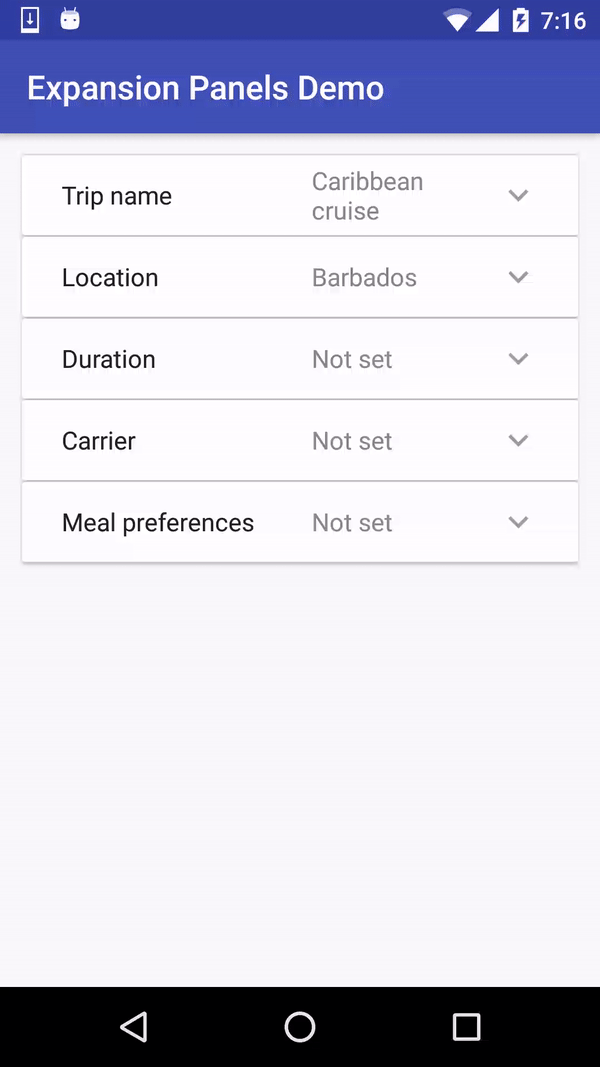 7:16
Expansion Panels Demo
Trip name
Caribbean
cruise
Location
Barbados
Duration
Not set
Carrier
Not set
Meal preferences
Not set